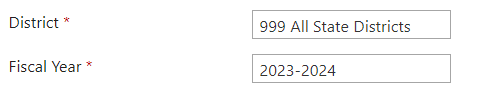 District * 999 All State Districts
Fiscal Year * 2023-2024